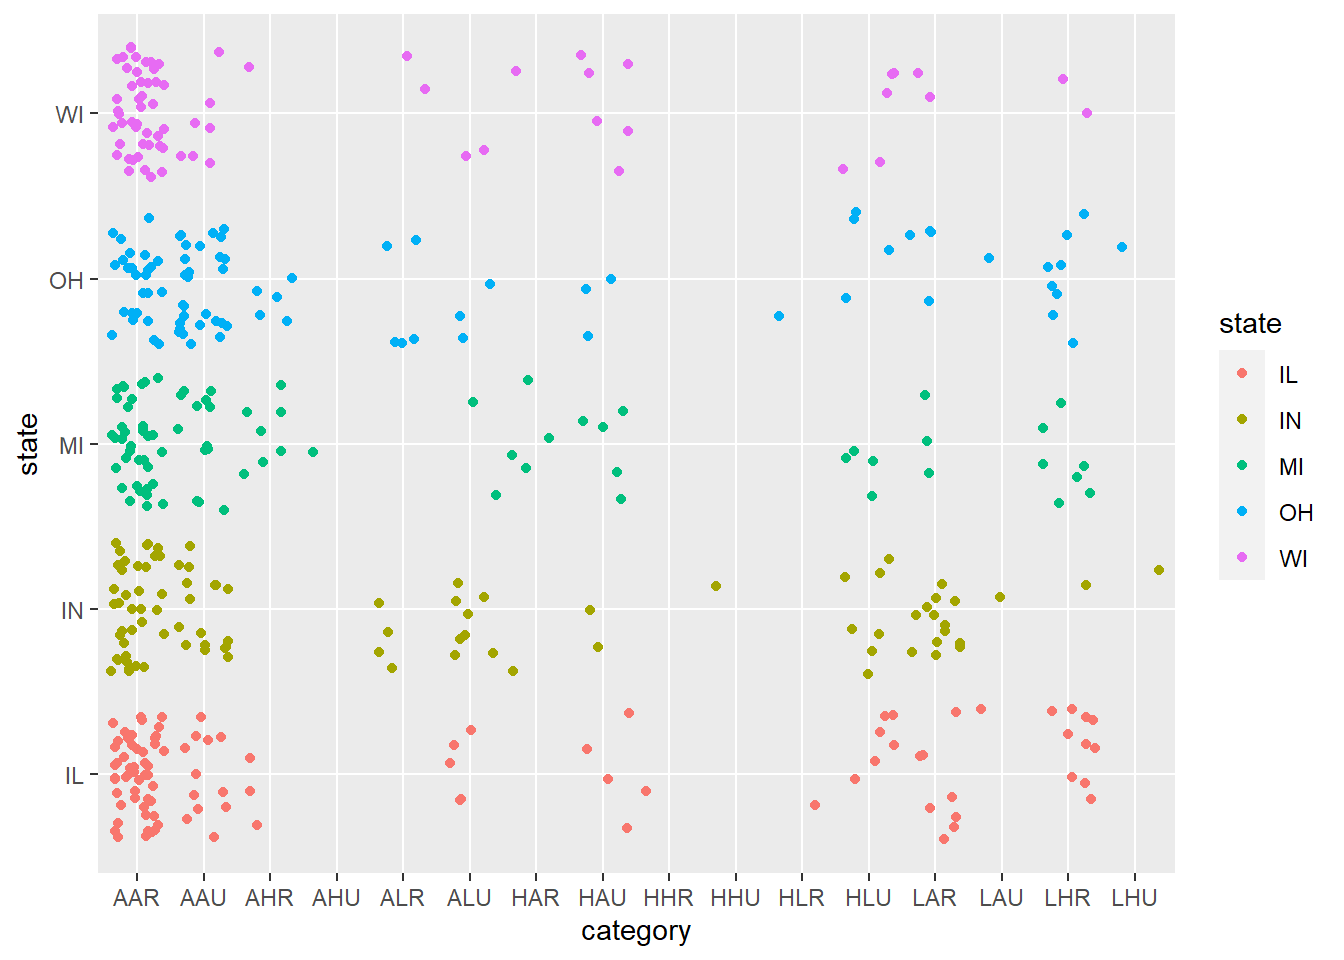 WI
OH
MI
IN
IL
state
AAR AAU AHR AHU ALR ALU HAR HAU HHR HHU HLR HLU LAR LAU LHR LHU
category
state
IL
IN
MI
OH
WI